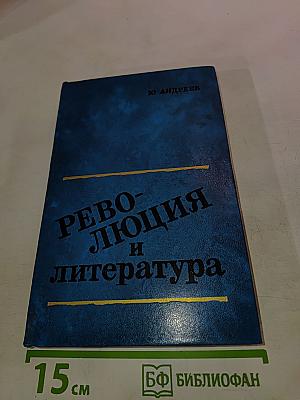 Ю. АНДРЕЕВ
РЕВО-
ЛЮЦИЯ
и
литература
15 см
БФ БИБЛИОФАН